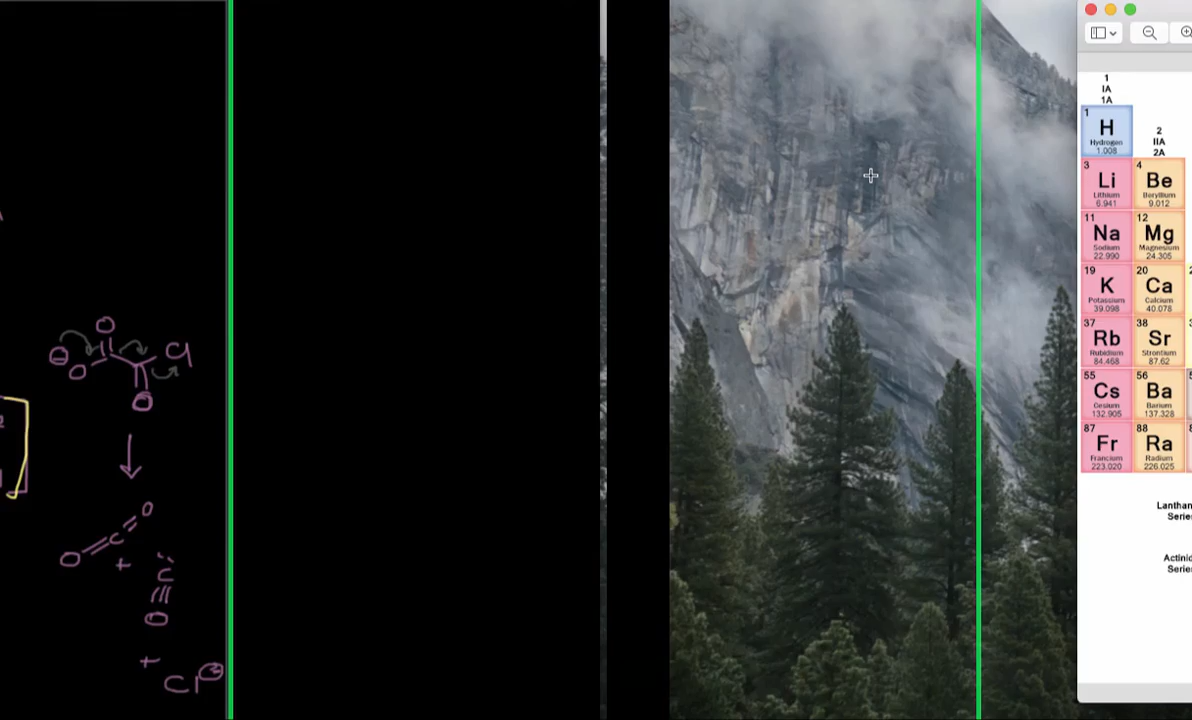 O
⊖
O
Cl
O
O
O
C
+
C
O
+
Cl⊖
1
IA
1A
2
IIA
2A
1
H
Hydrogen
1.008
3
Li
Lithium
6.941
4
Be
Beryllium
9.012
11
Na
Sodium
22.990
12
Mg
Magnesium
24.305
19
K
Potassium
39.098
20
Ca
Calcium
40.078
37
Rb
Rubidium
84.468
38
Sr
Strontium
87.62
55
Cs
Cesium
132.905
56
Ba
Barium
137.328
87
Fr
Francium
223.020
88
Ra
Radium
226.025
Lanthan
Serie
Actinid
Serie